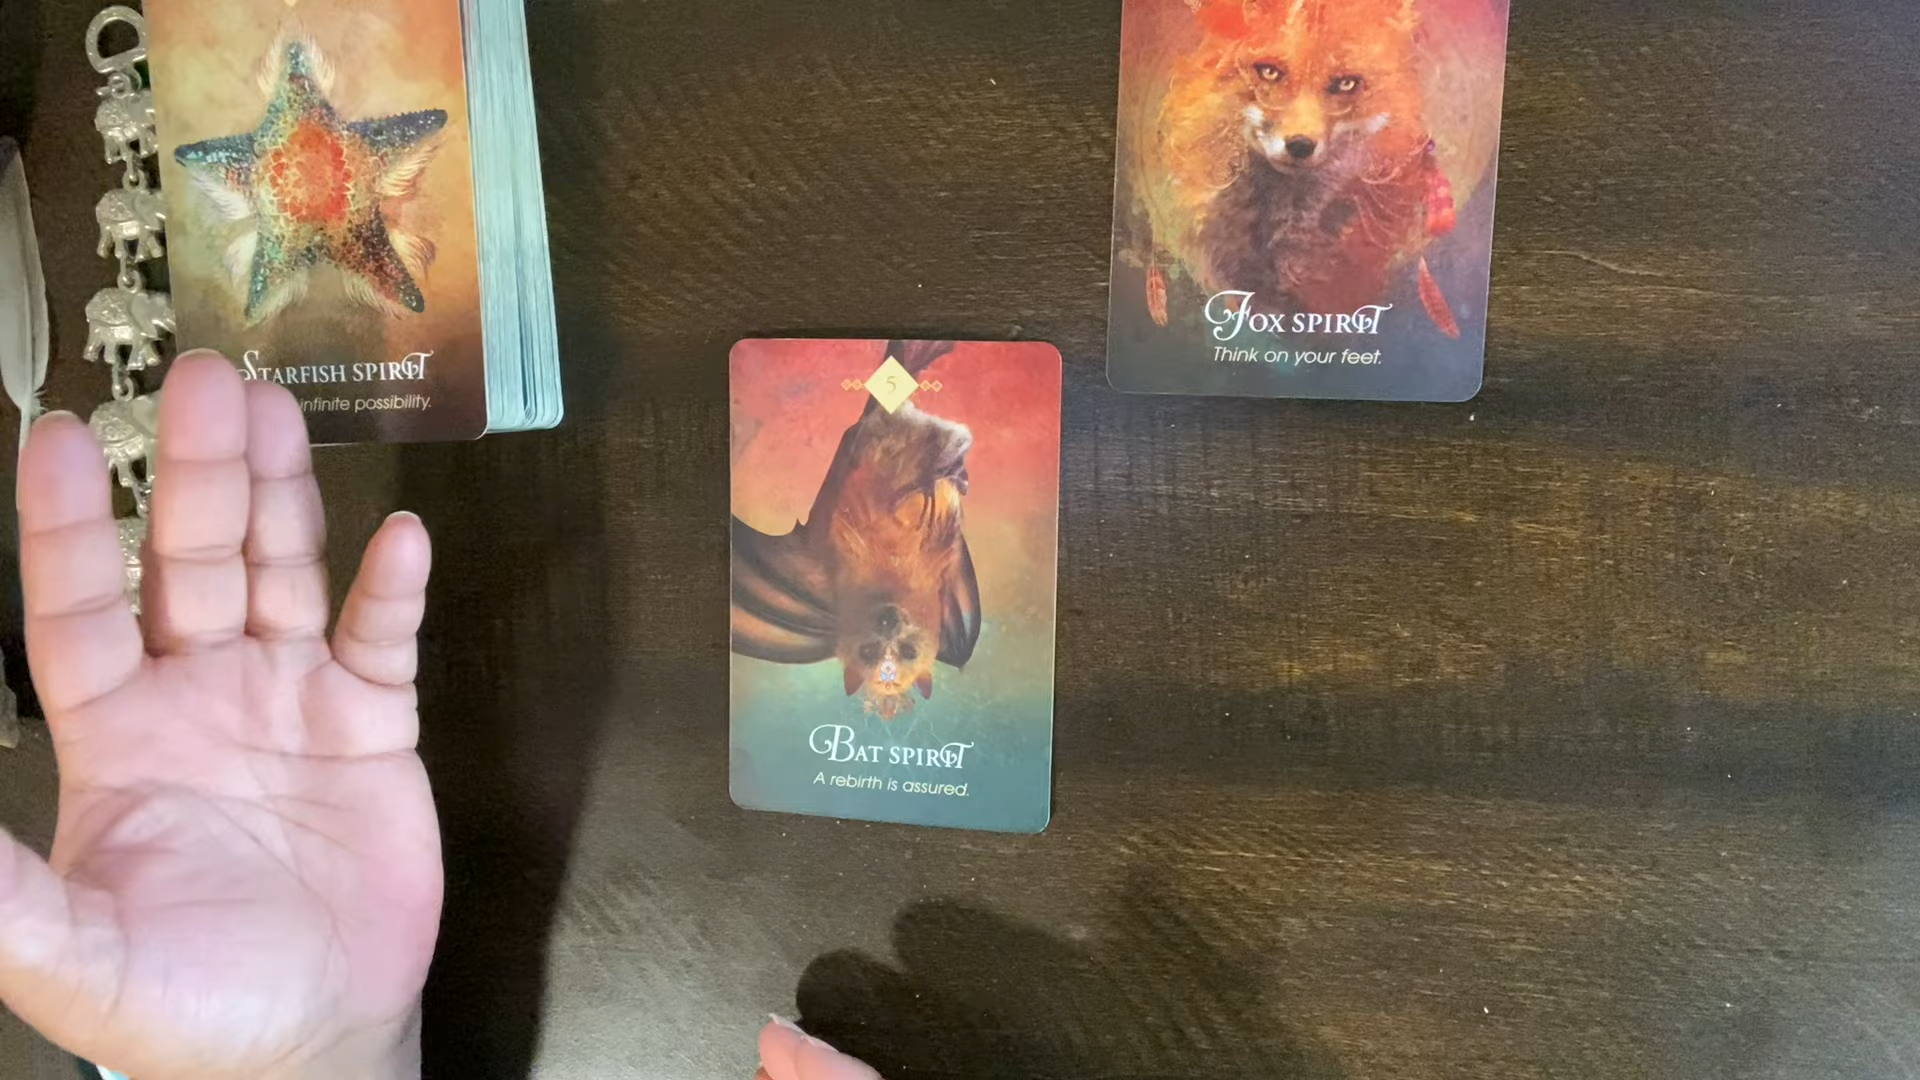 STARFISH SPIRIT
infinite possibility.
FOX SPIRIT
Think on your feet.
5
BAT SPIRIT
A rebirth is assured.